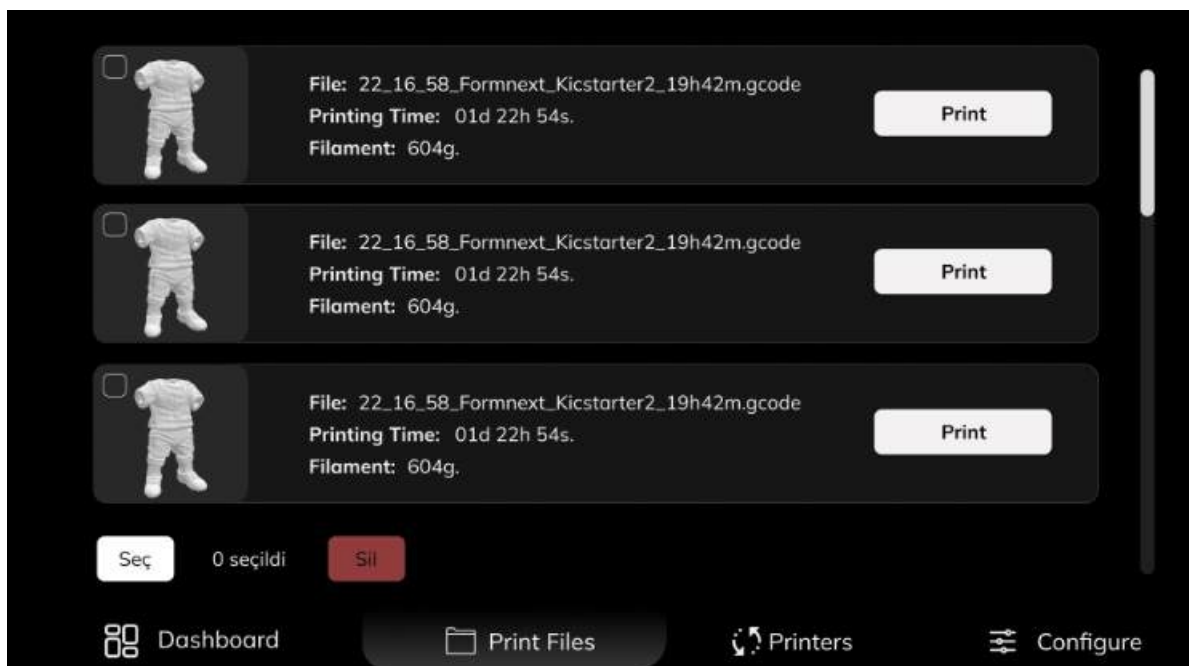 File: 22_16_58_Formnext_Kicstarter2_19h42m.gcode
Printing Time: 01d 22h 54s.
Filament: 604g.
Print
File: 22_16_58_Formnext_Kicstarter2_19h42m.gcode
Printing Time: 01d 22h 54s.
Filament: 604g.
Print
File: 22_16_58_Formnext_Kicstarter2_19h42m.gcode
Printing Time: 01d 22h 54s.
Filament: 604g.
Print
Seç 0 seçildi Sil
Dashboard Print Files Printers Configure